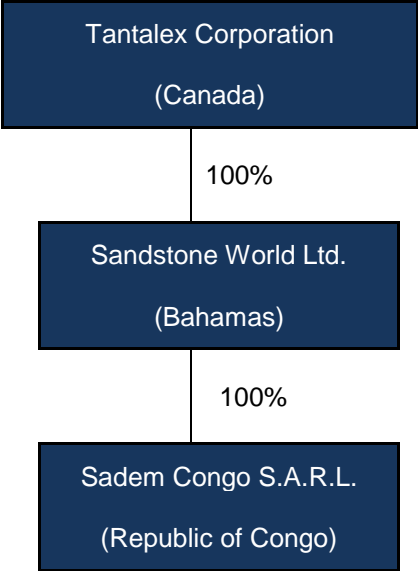 Tantalex Corporation
(Canada)
100%
Sandstone World Ltd.
(Bahamas)
100%
Sadem Congo S.A.R.L.
(Republic of Congo)